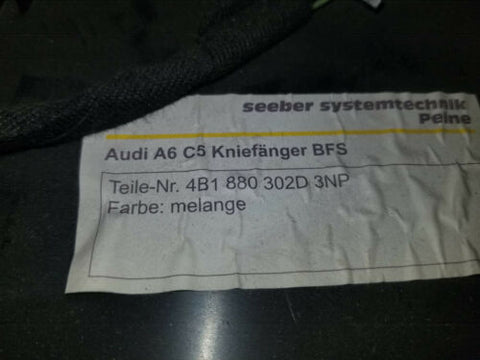 seeber systemtechnik
Peine
Audi A6 C5 Kniefänger BFS
Teile-Nr. 4B1 880 302D 3NP
Farbe: melange